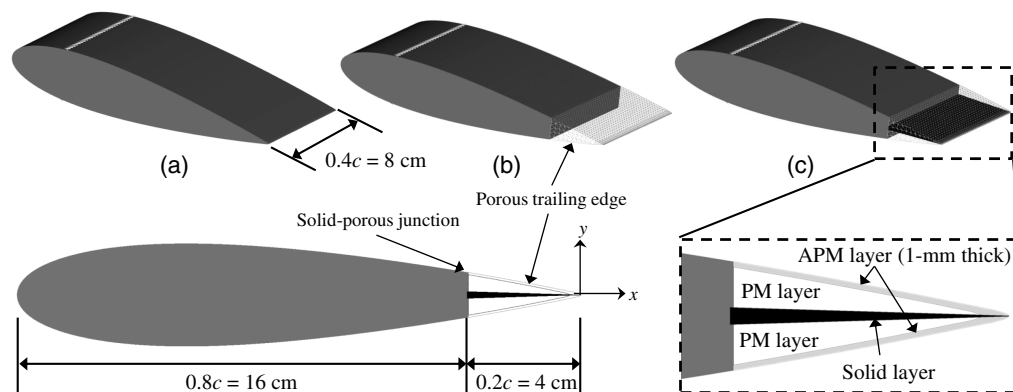 (a)
0.4c = 8 cm
(b)
(c)
Porous trailing edge
Solid-porous junction
y
x
APM layer (1-mm thick)
PM layer
PM layer
Solid layer
0.8c = 16 cm
0.2c = 4 cm